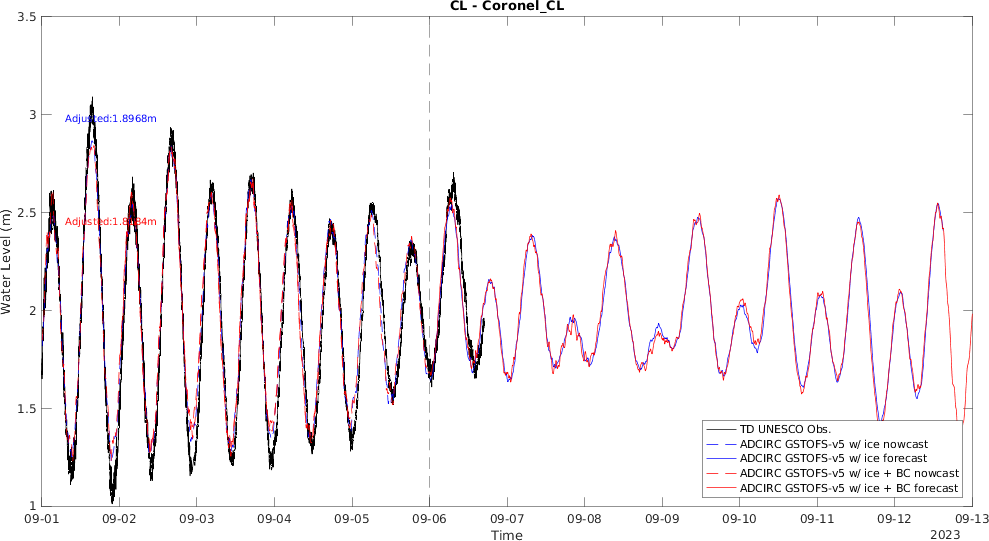 CL - Coronel_CL
3.5
3
2.5
2
1.5
1
Water Level (m)
Adjusted:1.8968m
09-01 09-02 09-03 09-04 09-05 09-06 09-07 09-08 09-09 09-10 09-11 09-12 09-13
Time
2023
TD UNESCO Obs.
ADCIRC GSTOFS-v5 w/ ice nowcast
ADCIRC GSTOFS-v5 w/ ice forecast
ADCIRC GSTOFS-v5 w/ ice + BC nowcast
ADCIRC GSTOFS-v5 w/ ice + BC forecast